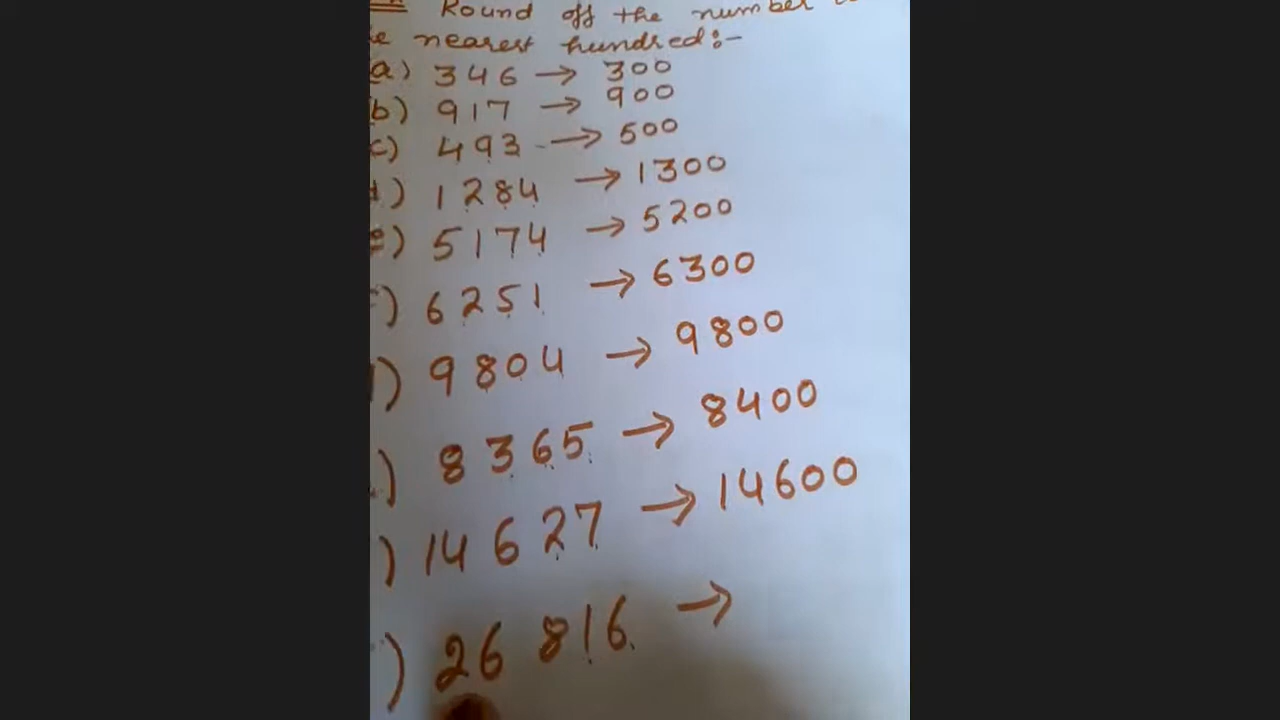 Round off the number
nearest hundred:-
a) 346 → 300
b) 917 → 900
c) 493 → 500
) 1284 → 1300
e) 5174 → 5200
) 6251 → 6300
) 9804 → 9800
) 8365 → 8400
) 14627 → 14600
) 26816 →